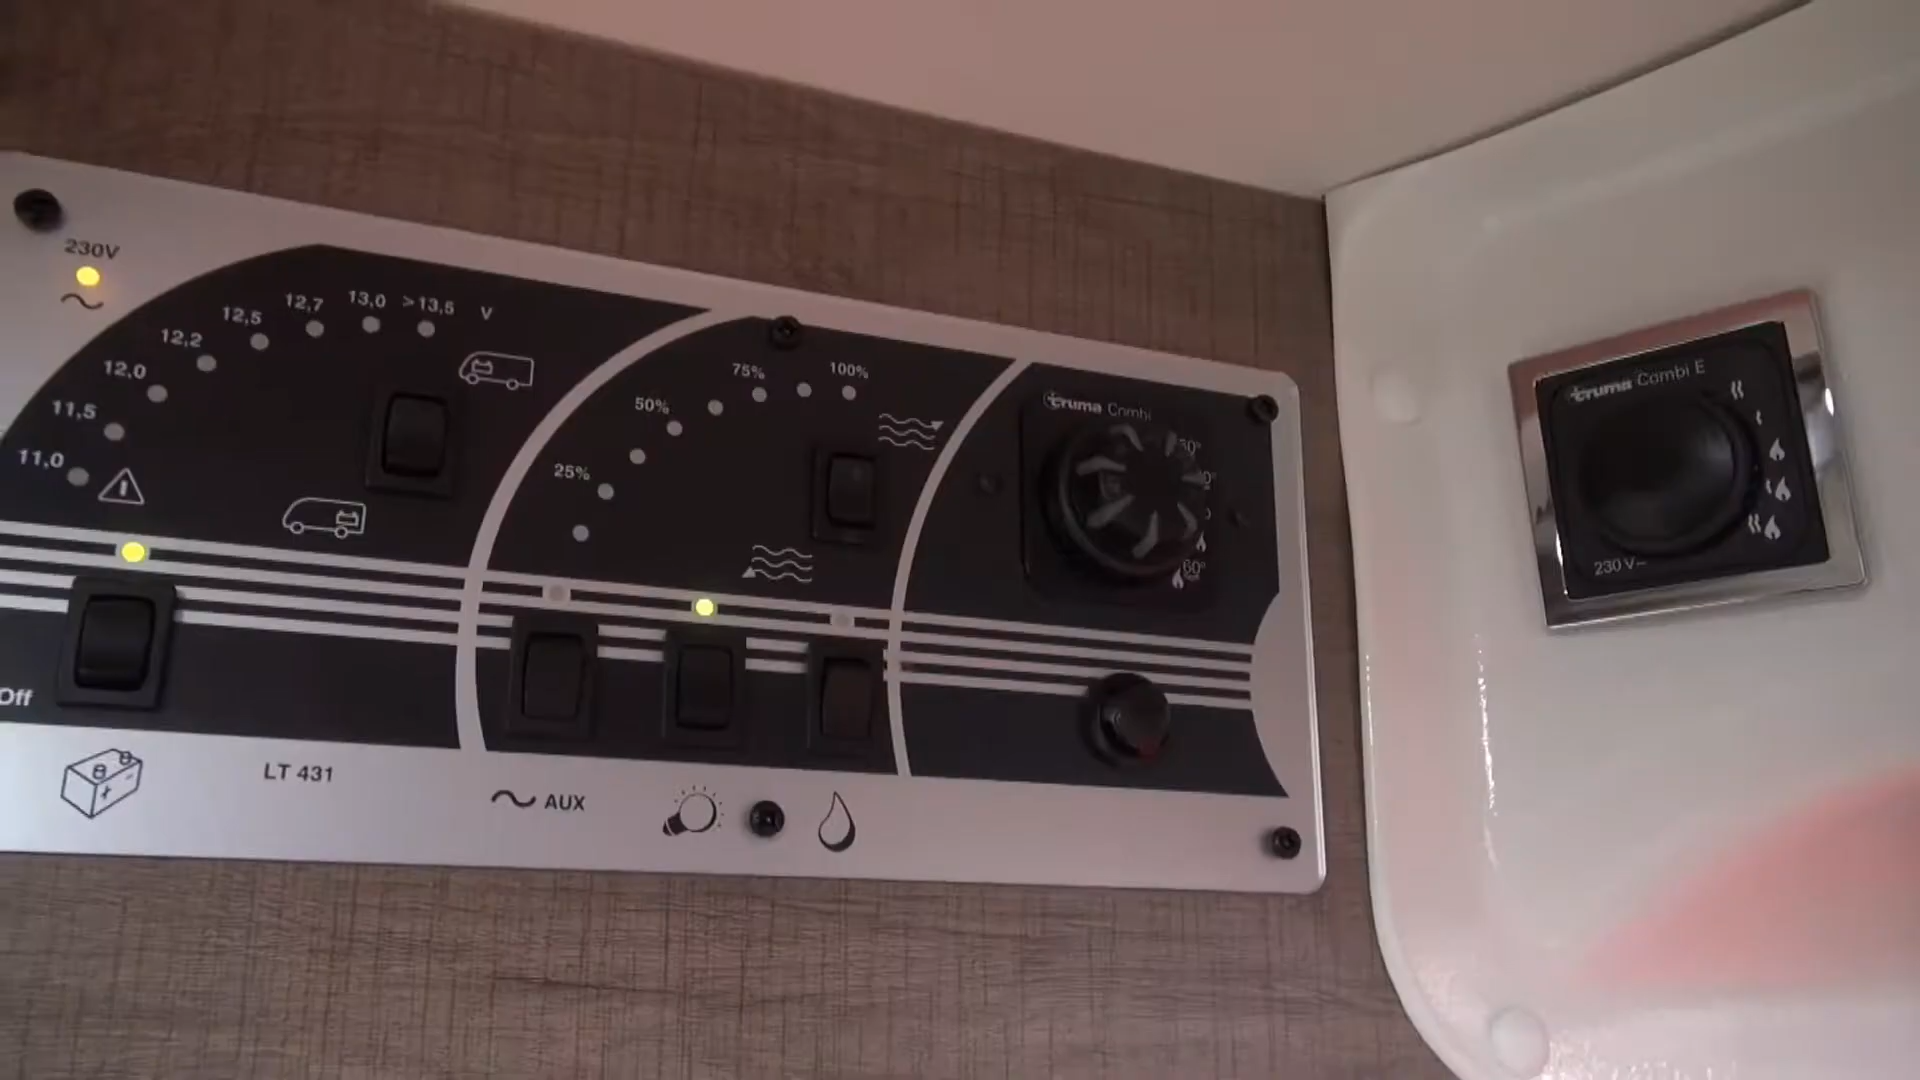 230V
11,0
11,5
12,0
12,2
12,5
12,7
13,0
>13,5
V
Off
LT 431
25%
50%
75%
100%
AUX
truma Combi
60°
truma Combi E
230 V~